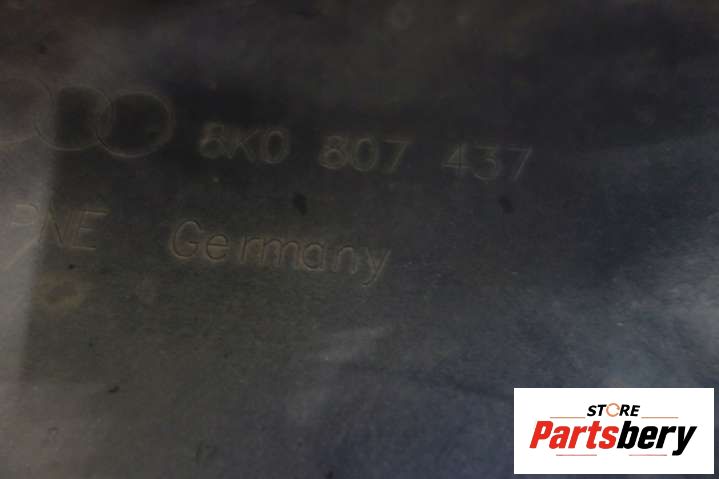 8K0 807 437
Germany
STORE
Partsbery